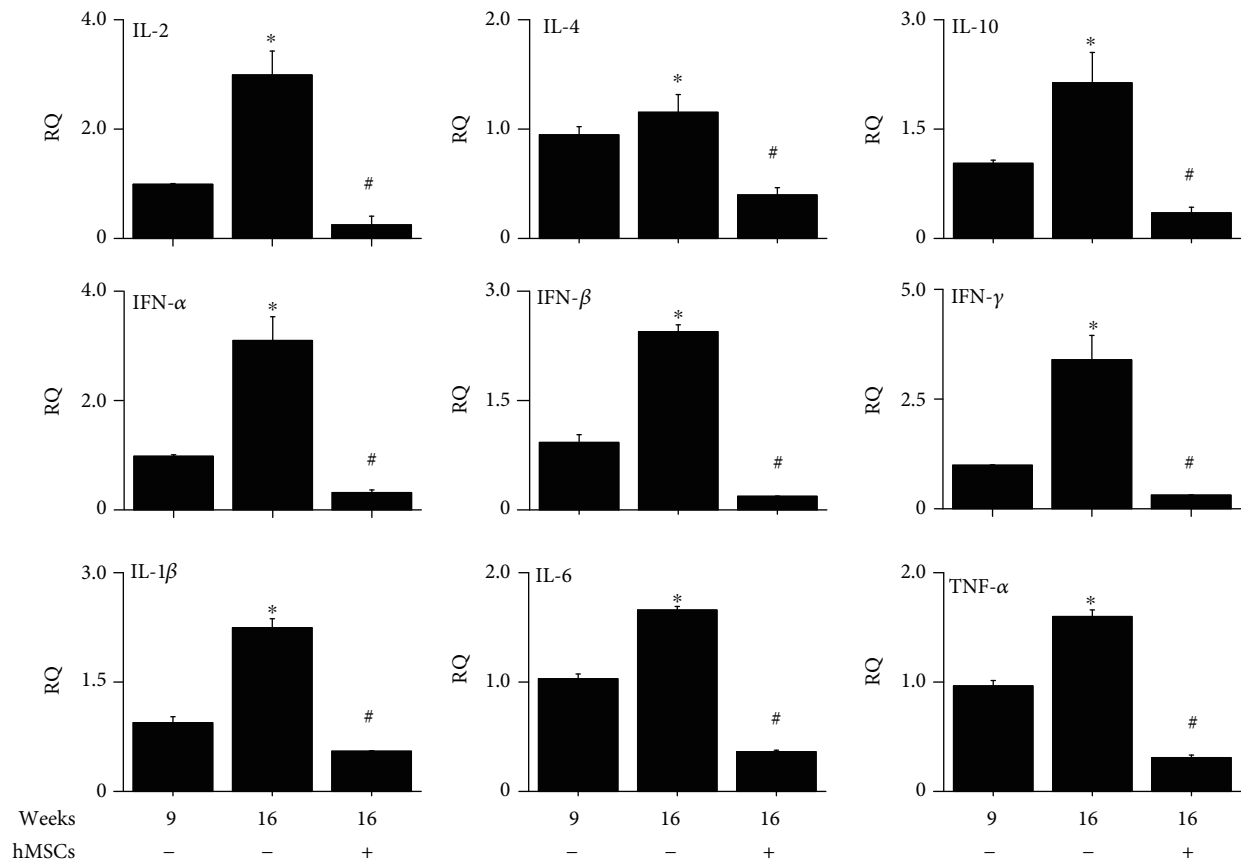 IL-2
4.0
2.0
0
RQ
*
#
IL-4
2.0
1.0
0
RQ
*
#
IL-10
3.0
1.5
0
RQ
*
#
IFN-α
4.0
2.0
0
RQ
*
#
IFN-β
3.0
1.5
0
RQ
*
#
IFN-γ
5.0
2.5
0
RQ
*
#
IL-1β
3.0
1.5
0
RQ
*
#
IL-6
2.0
1.0
0
RQ
*
#
TNF-α
2.0
1.0
0
RQ
*
#
Weeks 9 16 16 9 16 16 9 16 16
hMSCs − − + − − + − − +